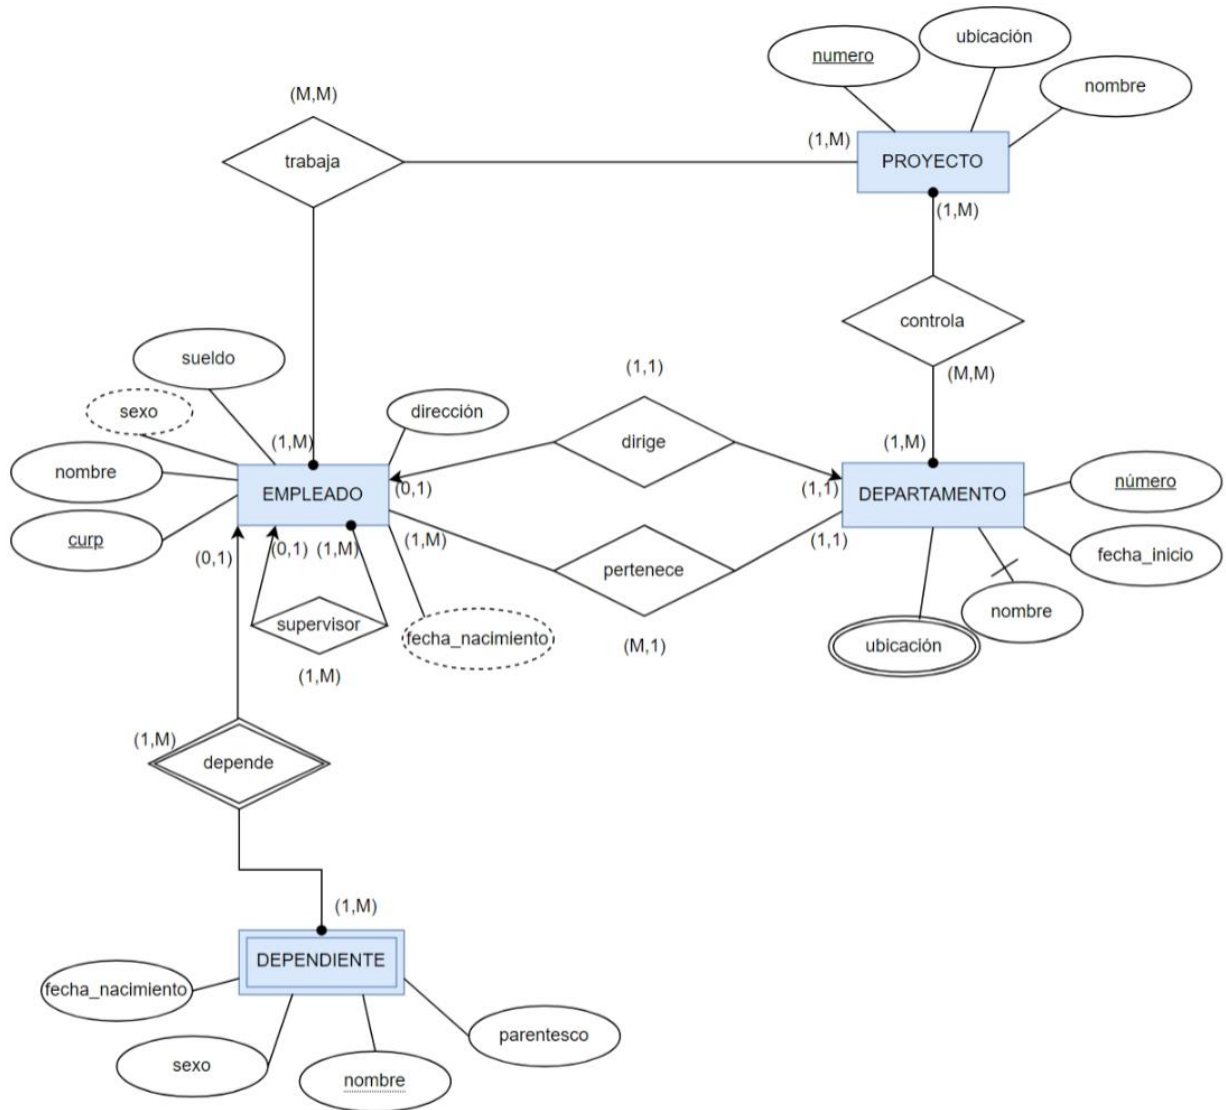 ubicación
numero
nombre
(M,M)
(1,M)
trabaja
PROYECTO
(1,M)
controla
sueldo
(1,1)
(M,M)
sexo
dirección
(1,M)
dirige
(1,M)
nombre
EMPLEADO
(0,1)
(1,1)
DEPARTAMENTO
número
curp
(0,1)
(0,1)
(1,M)
(1,M)
(1,1)
fecha_inicio
pertenece
supervisor
fecha_nacimiento
nombre
(1,M)
(M,1)
ubicación
(1,M)
depende
(1,M)
DEPENDIENTE
fecha_nacimiento
parentesco
sexo
nombre